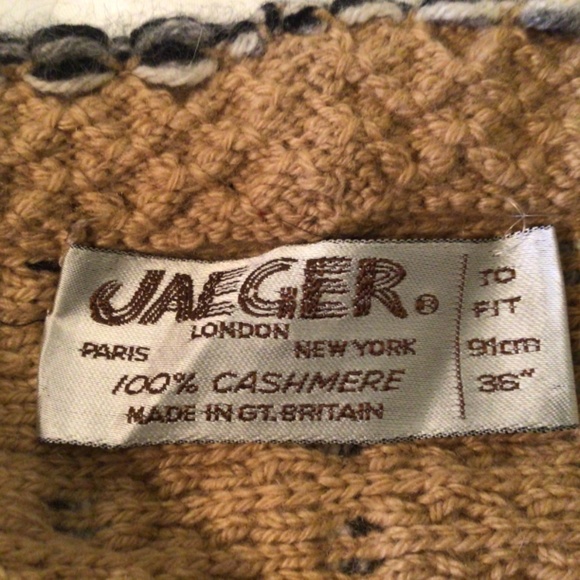 JAEGER®
LONDON
PARIS NEW YORK
100% CASHMERE
MADE IN GT. BRITAIN
TO
FIT
91cm
36"